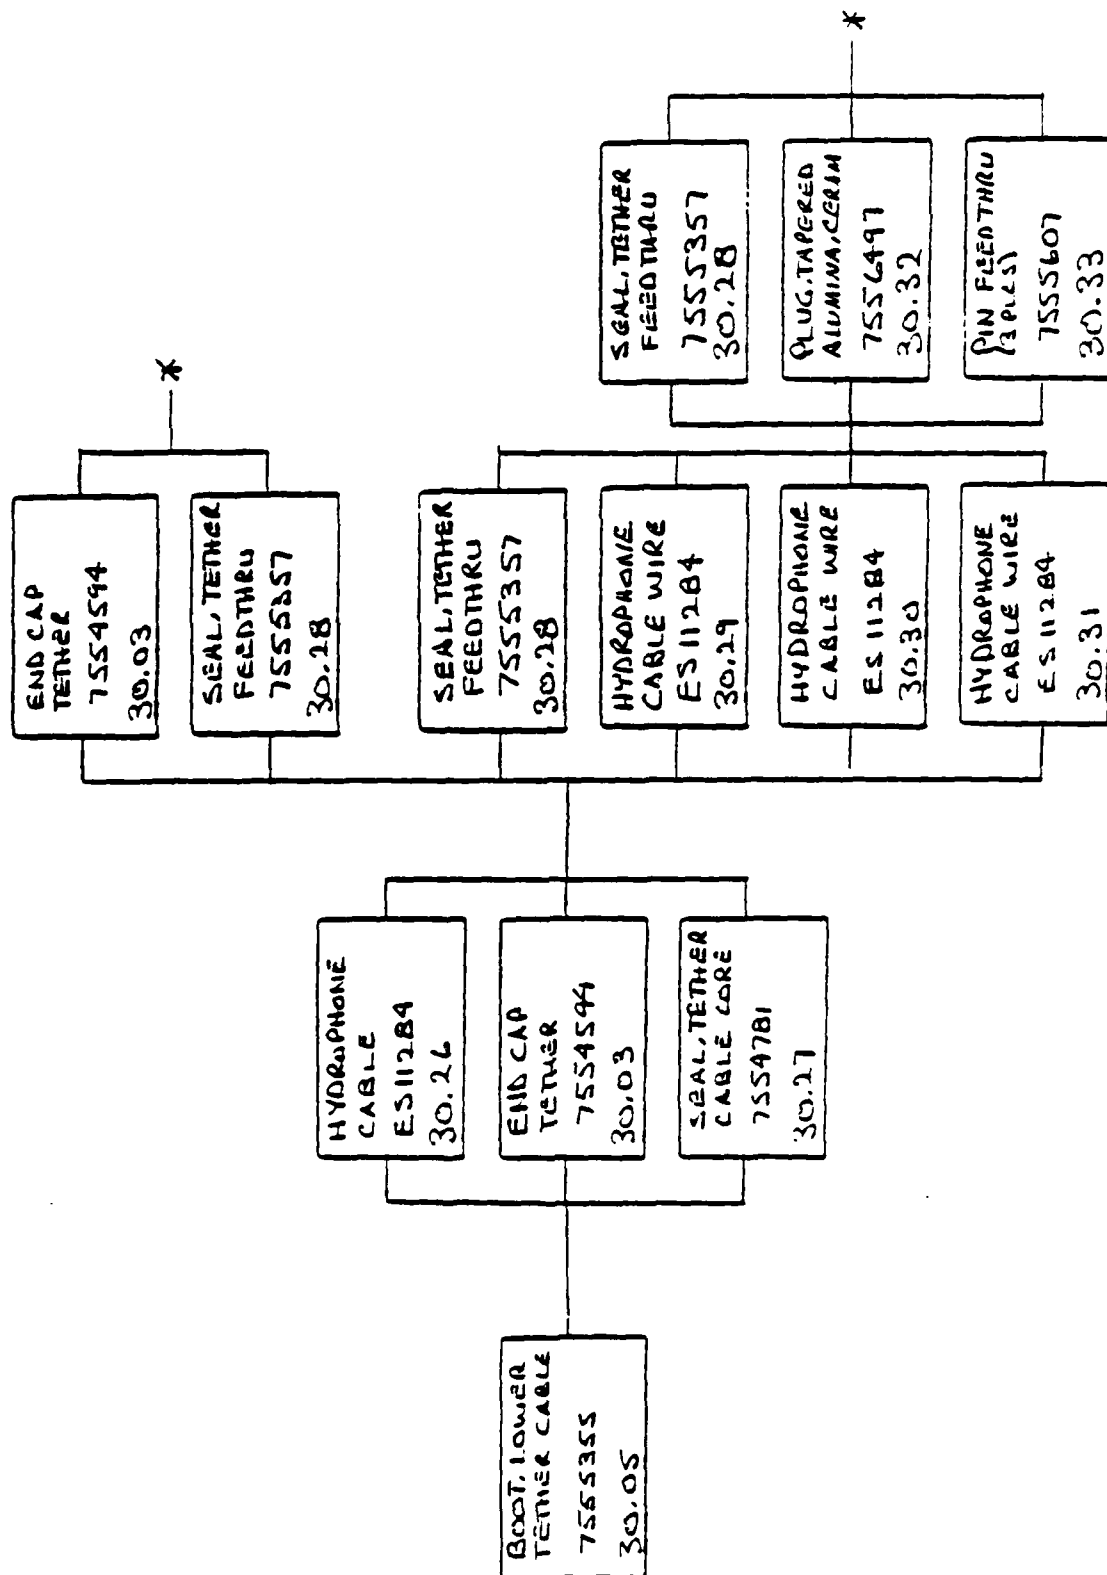 BOOT, LOWER
TETHER CABLE
7555355
30.05
HYDROPHONE
CABLE
ES11284
30.26
END CAP
TETHER
7554594
30.03
SEAL, TETHER
CABLE CORE
7554781
30.27
END CAP
TETHER
7554594
30.03
SEAL, TETHER
FEEDTHRU
7555357
30.28
SEAL, TETHER
FEEDTHRU
7555357
30.28
HYDROPHONE
CABLE WIRE
ES11284
30.29
HYDROPHONE
CABLE WIRE
ES11284
30.30
HYDROPHONE
CABLE WIRE
ES11284
30.31
*
SEAL, TETHER
FEEDTHRU
7555357
30.28
PLUG, TAPERED
ALUMINA, CERAM
7556497
30.32
PIN FEEDTHRU
(3 PLCS)
7555607
30.33
*